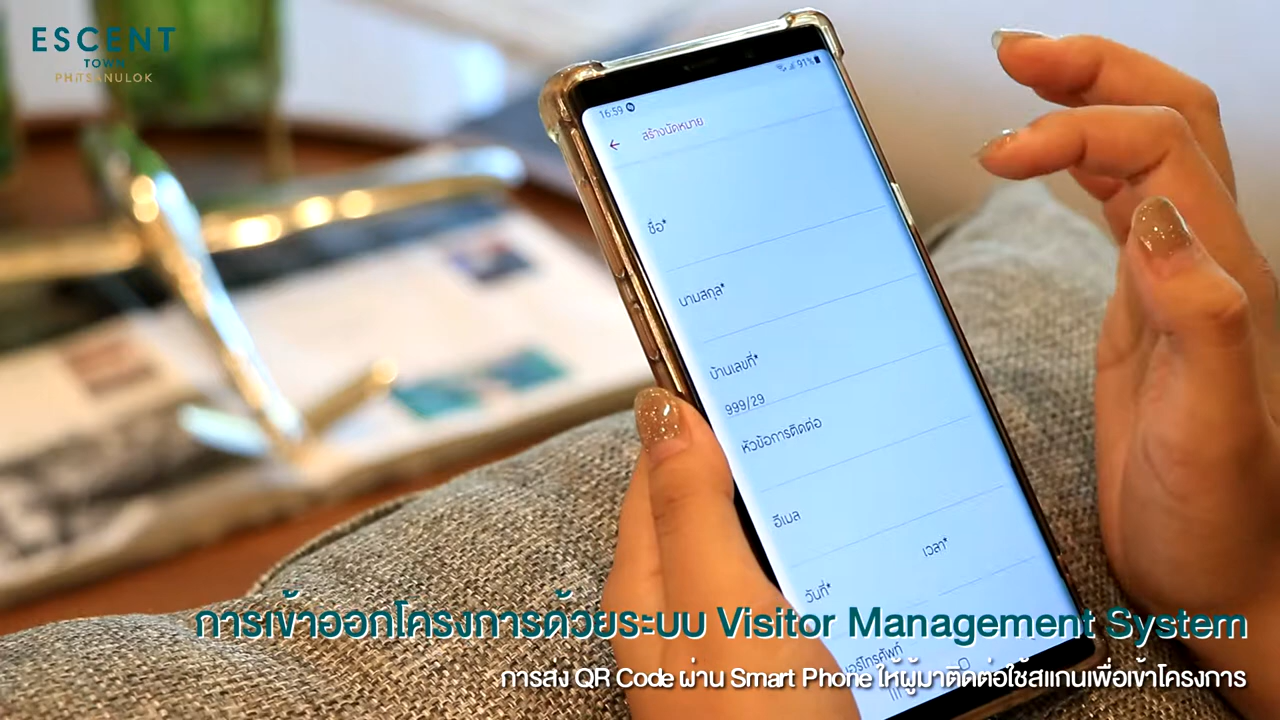 ESCENT
TOWN
PHITSANULOK
16:59
91%
สร้างนัดหมาย
ชื่อ*
นามสกุล*
บ้านเลขที่*
999/29
หัวข้อการติดต่อ
อีเมล
วันที่*
เวลา*
การเข้าออกโครงการด้วยระบบ Visitor Management System
การส่ง QR Code ผ่าน Smart Phone ให้ผู้มาติดต่อใช้สแกนเพื่อเข้าโครงการ